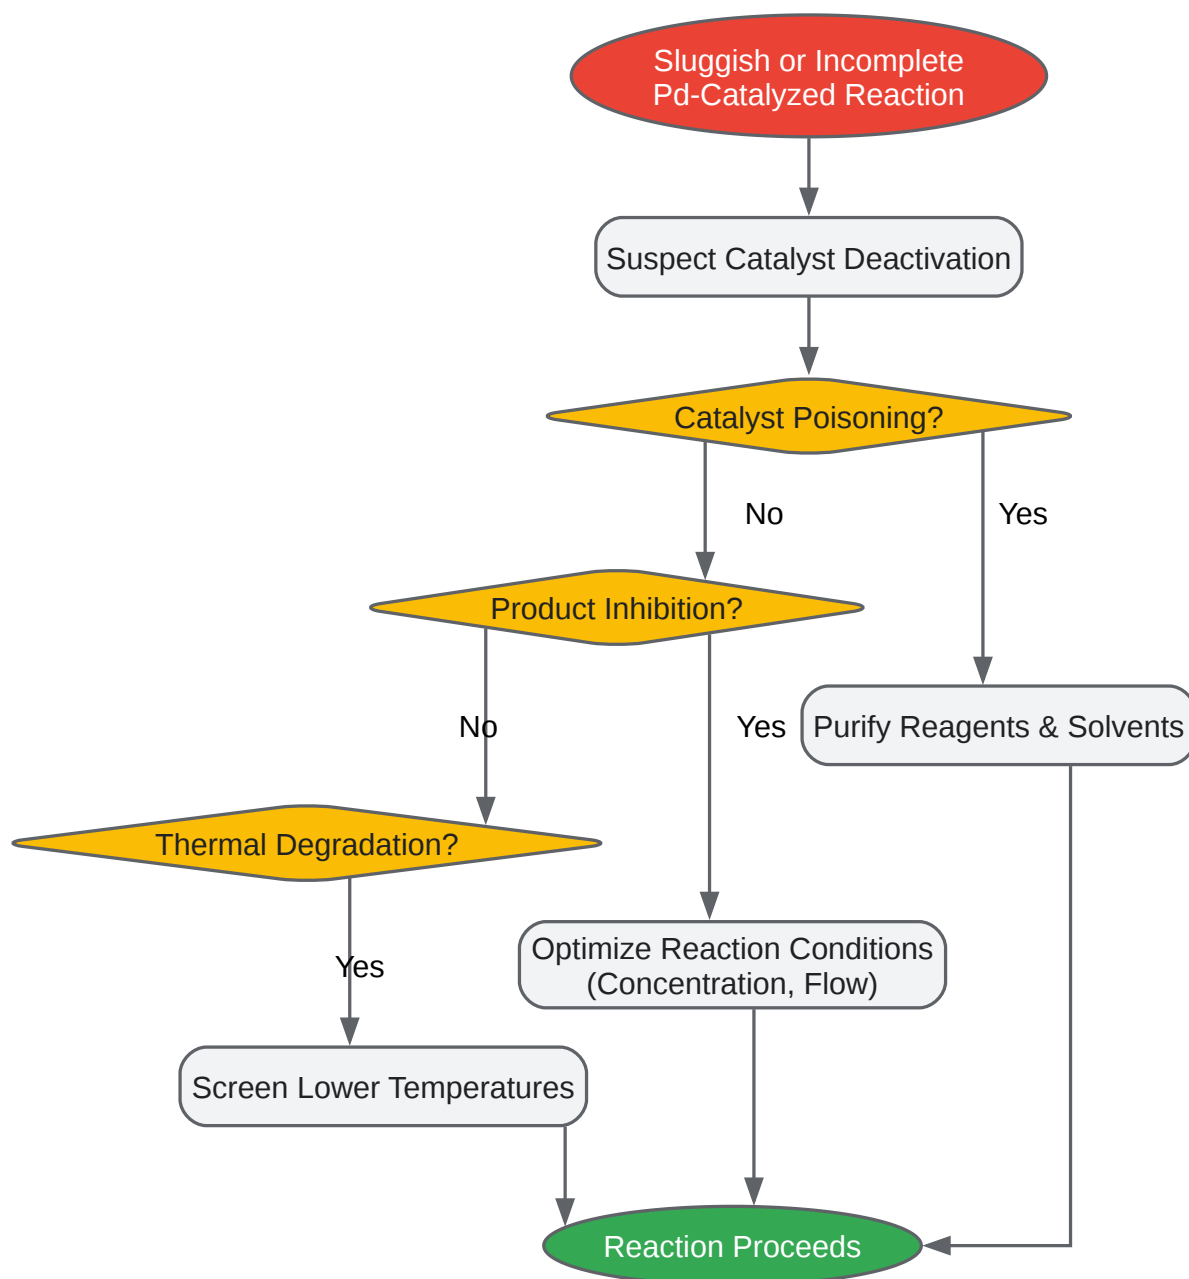 Sluggish or Incomplete
Pd-Catalyzed Reaction
Suspect Catalyst Deactivation
Catalyst Poisoning?
No
Yes
Product Inhibition?
No
Yes
Purify Reagents & Solvents
Thermal Degradation?
Optimize Reaction Conditions
(Concentration, Flow)
Yes
Screen Lower Temperatures
Reaction Proceeds